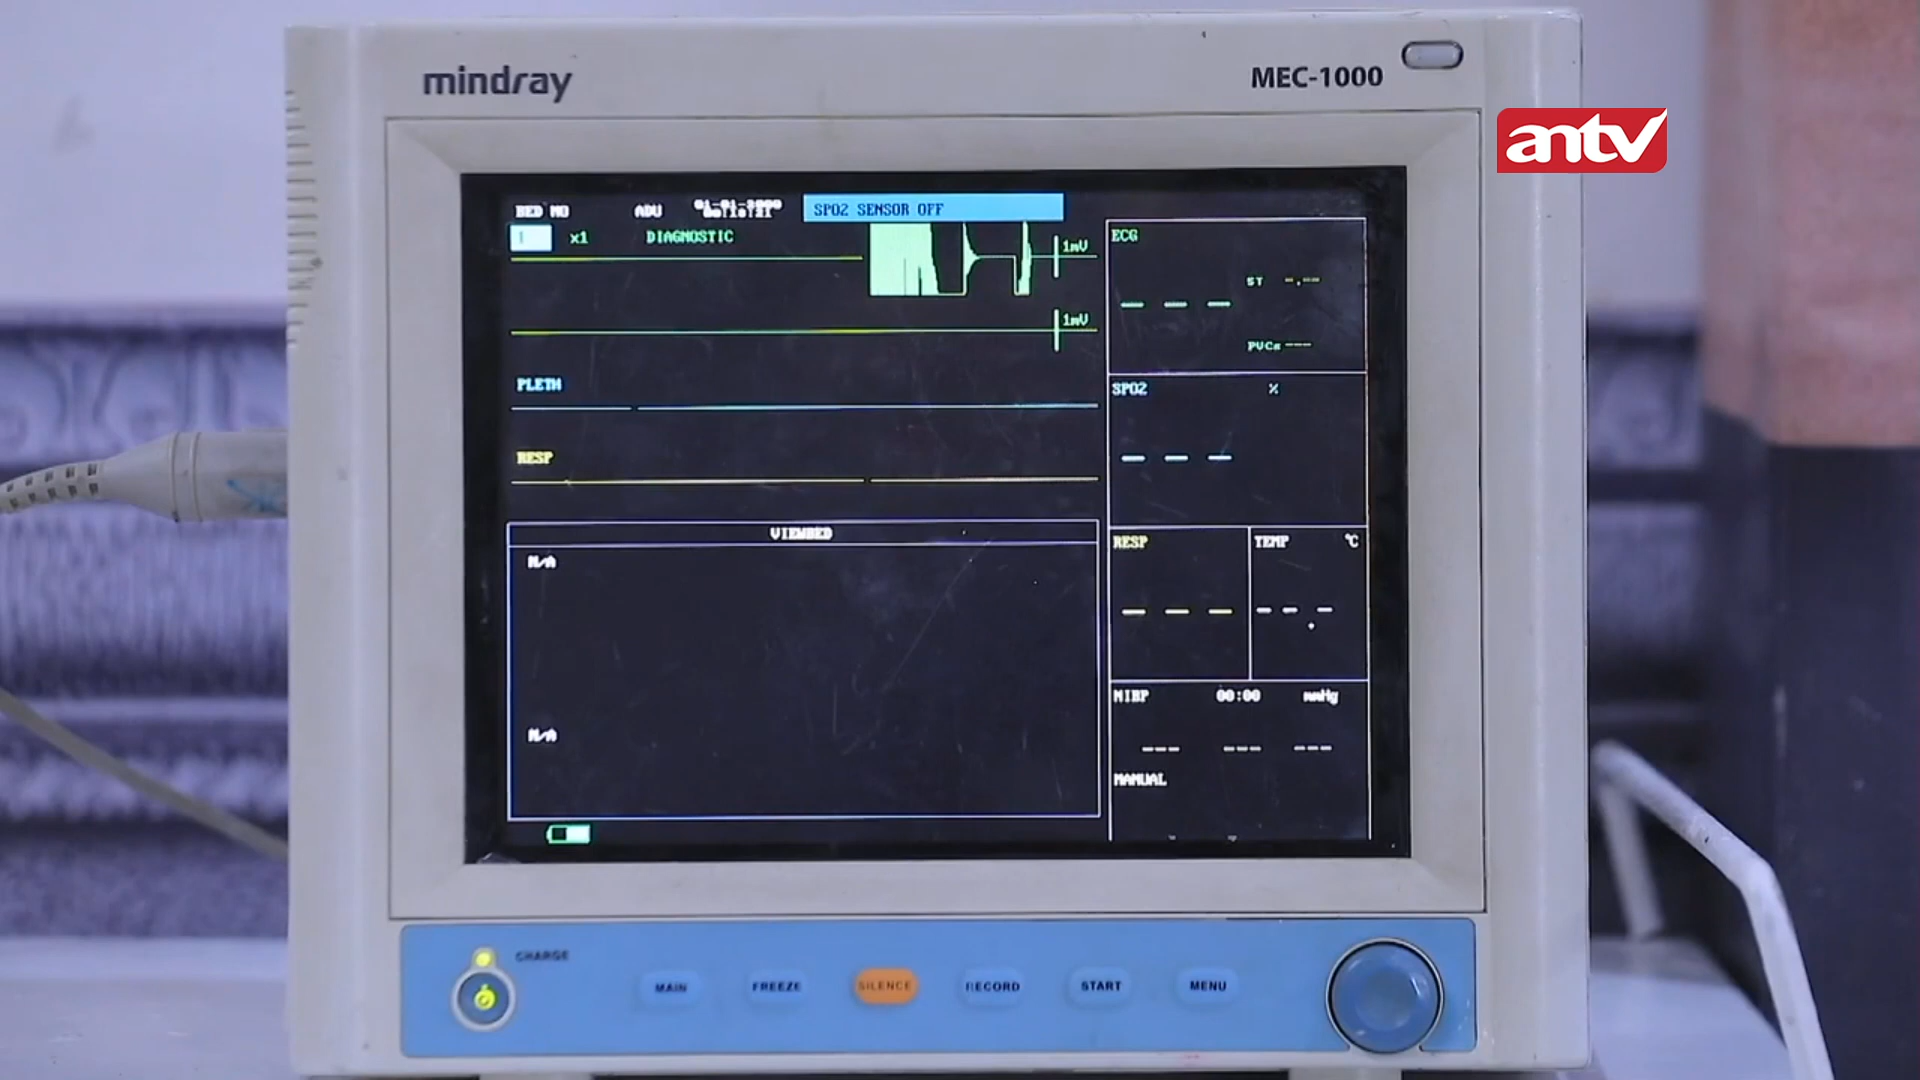 mindray
MEC-1000
antv
BED NO
ADU
SPO2 SENSOR OFF
x1
DIAGNOSTIC
1mV
1mV
PLETH
RESP
VIEWBED
N/A
N/A
ECG
ST -.--
- - -
PVCs ---
SPO2 %
- - -
RESP
- - -
TEMP ℃
- - . -
NIBP 00:00 mmHg
--- --- ---
MANUAL
CHARGE
MAIN
FREEZE
SILENCE
RECORD
START
MENU